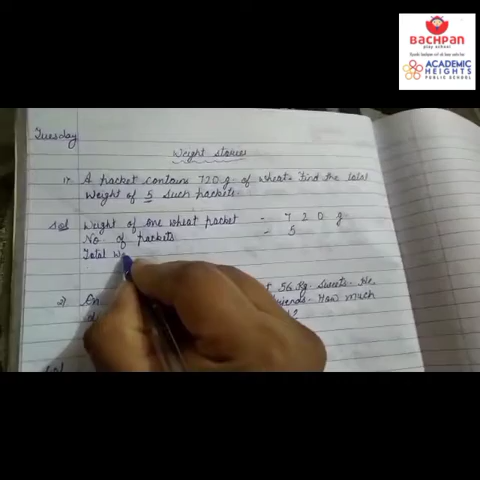 BACHPAN
play school
ACADEMIC
HEIGHTS
PUBLIC SCHOOL
Tuesday
Weight stories
1) A packet contains 720 g of wheat. Find the total
Weight of 5 such packets.
Weight of one wheat packet - 7 2 0 g
No. of packets - 5
Total We
2) 56 Kg sweets. He
How much